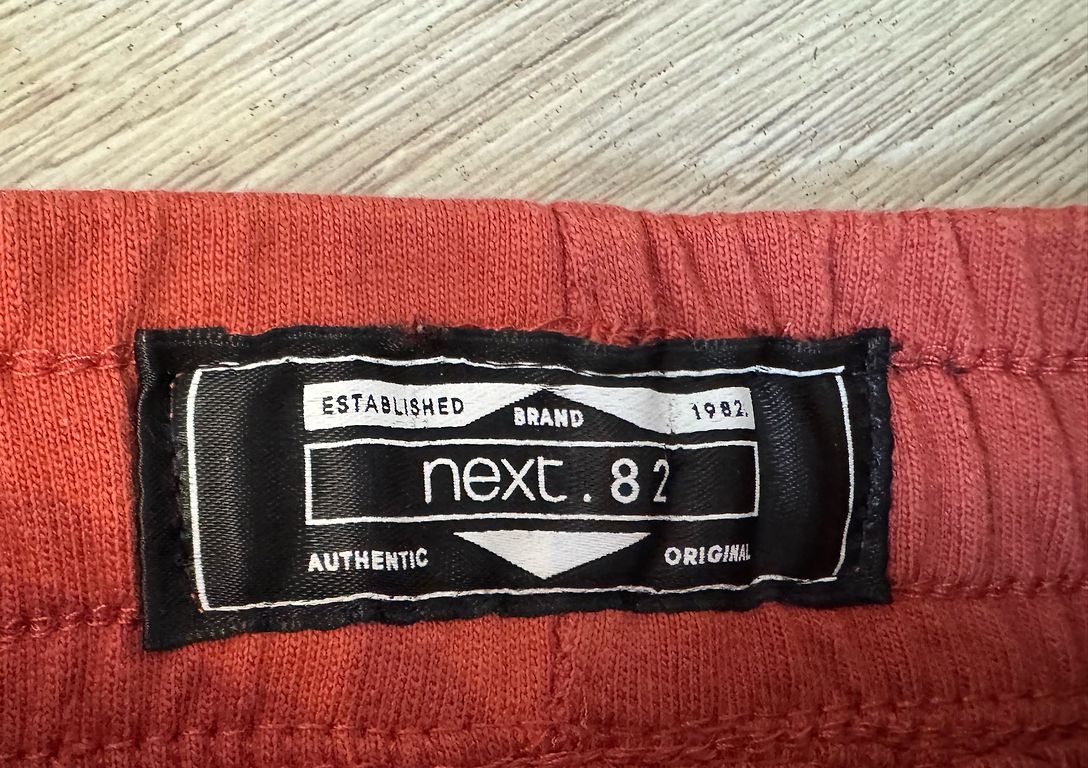 ESTABLISHED BRAND 1982.
next.82
AUTHENTIC ORIGINAL